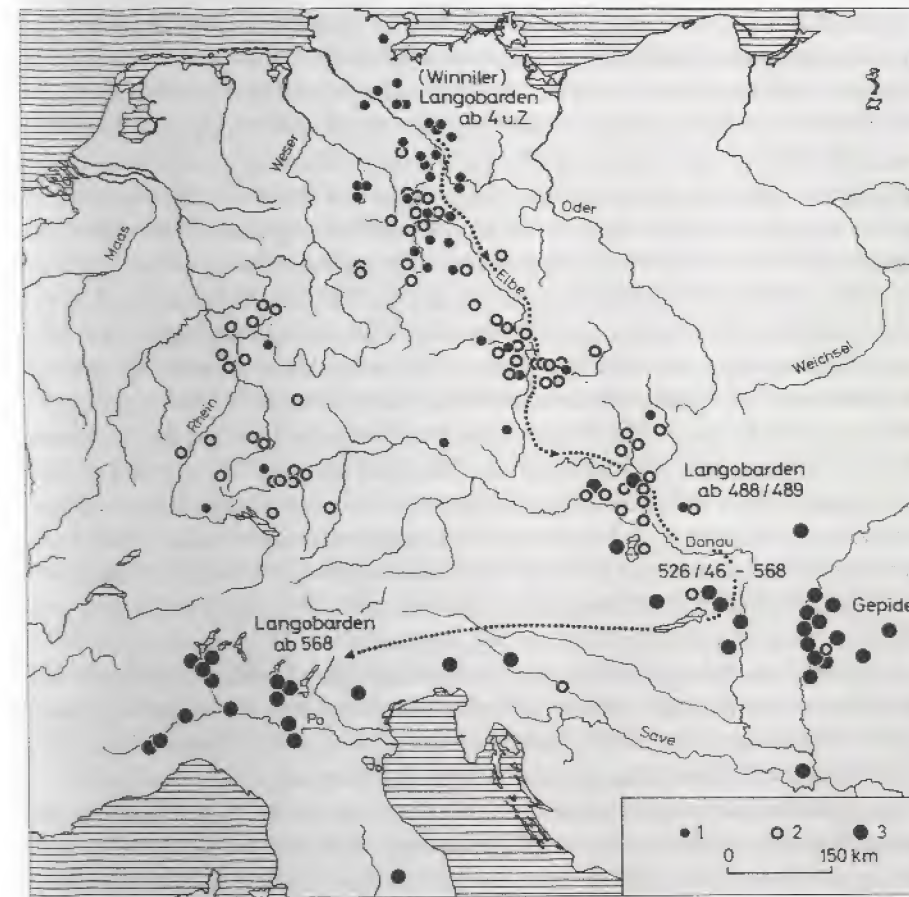 (Winniler)
Langobarden
ab 4 u.Z.
Weser
Oder
Maas
Elbe
Weichsel
Rhein
Langobarden
ab 488/489
Donau
526/46 - 568
Gepide
Langobarden
ab 568
Po
Save
1
2
3
0
150 km